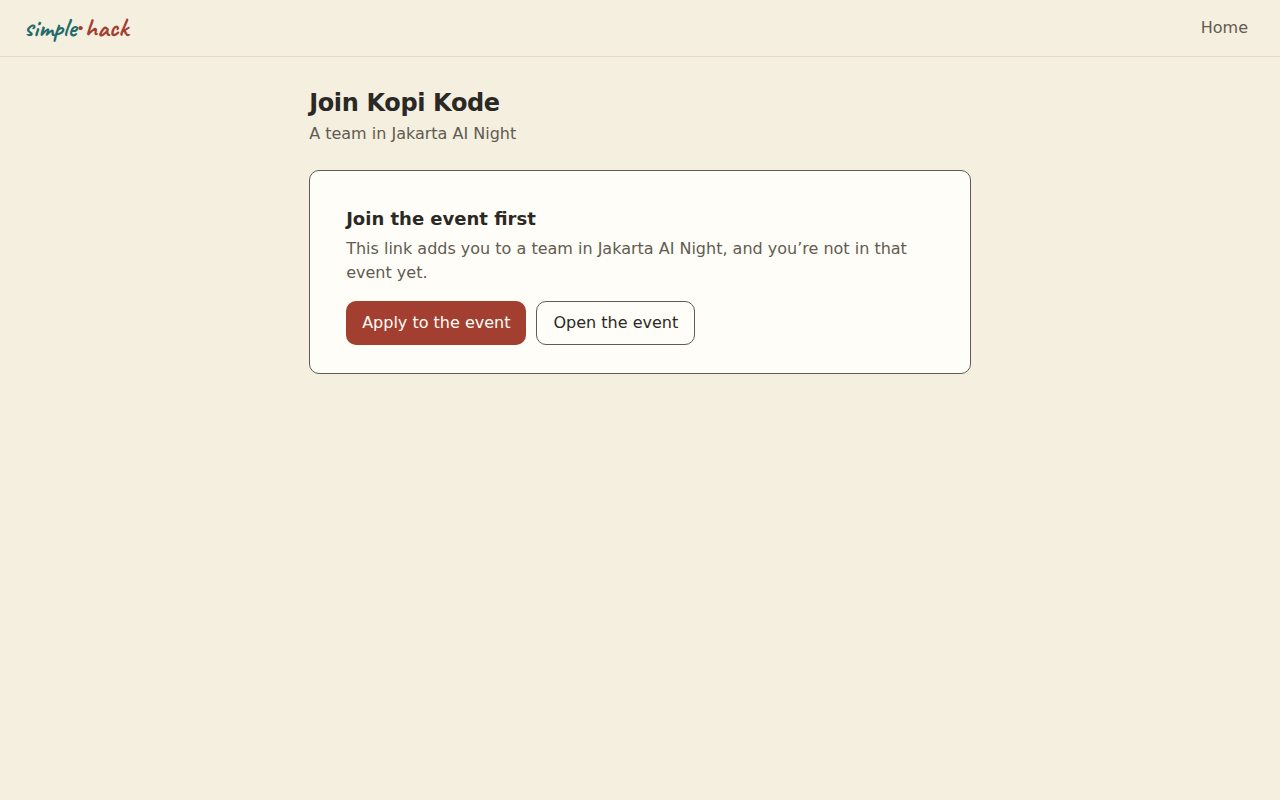 simple·hack
Home
Join Kopi Kode
A team in Jakarta AI Night
Join the event first
This link adds you to a team in Jakarta AI Night, and you’re not in that
event yet.
Apply to the event
Open the event